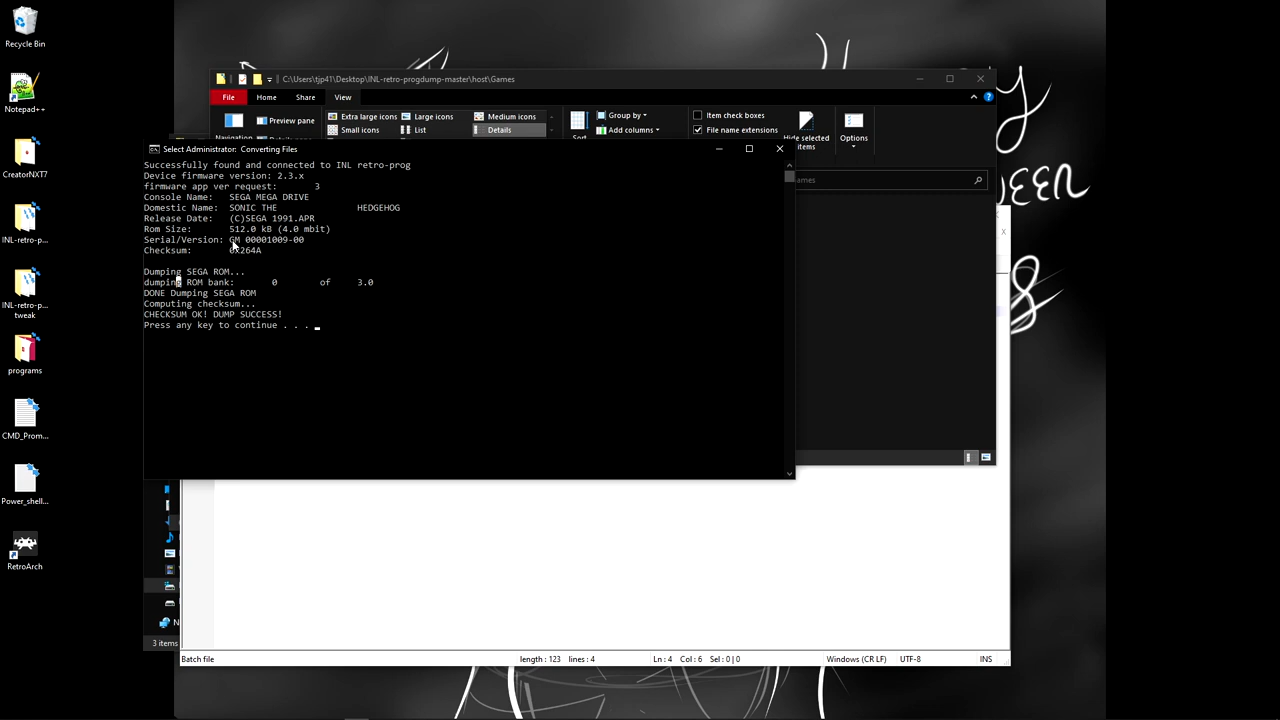 Recycle Bin
Notepad++
CreatorNXT7
INL-retro-p...
INL-retro-p...
tweak
programs
CMD_Prom...
Power_shell...
RetroArch
C:\Users\tjp41\Desktop\INL-retro-progdump-master\host\Games
File Home Share View
Preview pane
Extra large icons Large icons Medium icons
Small icons List Details
Group by
Add columns
Item check boxes
File name extensions
Hide selected
items
Options
Select Administrator: Converting Files
Successfully found and connected to INL retro-prog
Device firmware version: 2.3.x
firmware app ver request: 3
Console Name: SEGA MEGA DRIVE
Domestic Name: SONIC THE HEDGEHOG
Release Date: (C)SEGA 1991.APR
Rom Size: 512.0 kB (4.0 mbit)
Serial/Version: GM 00001009-00
Checksum: 0x264A
Dumping SEGA ROM...
dumping ROM bank: 0 of 3.0
DONE Dumping SEGA ROM
Computing checksum...
CHECKSUM OK! DUMP SUCCESS!
Press any key to continue . . .
ames
3 items
Batch file
length : 123 lines : 4
Ln : 4 Col : 6 Sel : 0 | 0
Windows (CR LF)
UTF-8
INS